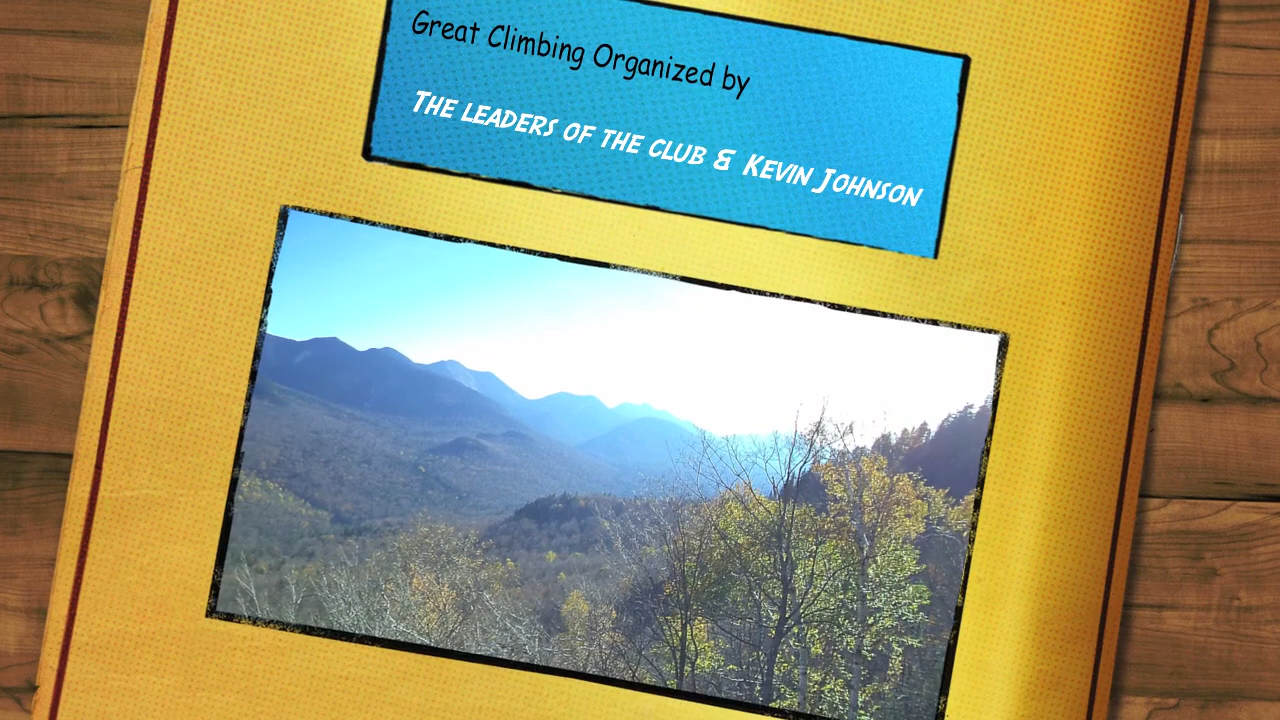 Great Climbing Organized by
The leaders of the club & Kevin Johnson